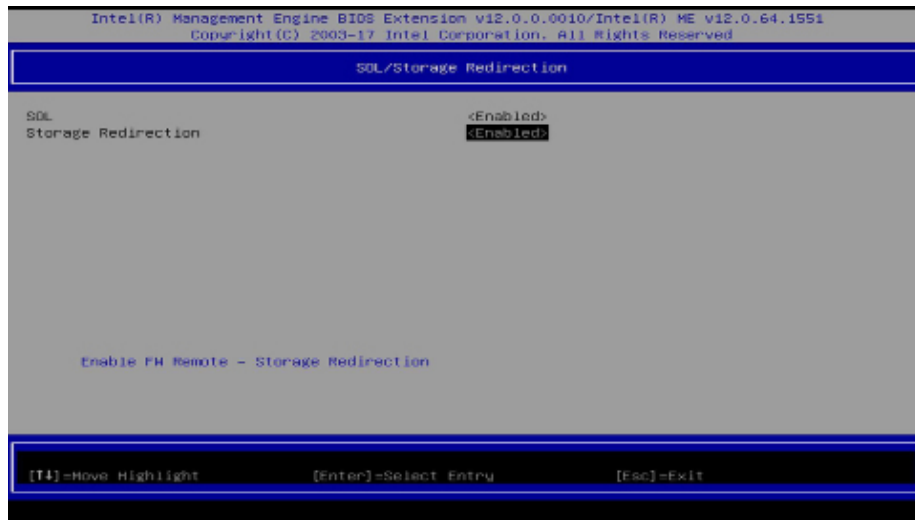 Intel(R) Management Engine BIOS Extension v12.0.0.0010/Intel(R) ME v12.0.64.1551
Copyright(C) 2003-17 Intel Corporation. All Rights Reserved
SOL/Storage Redirection
SOL <Enabled>
Storage Redirection <Enabled>
Enable FW Remote - Storage Redirection
[↑↓]=Move Highlight [Enter]=Select Entry [Esc]=Exit